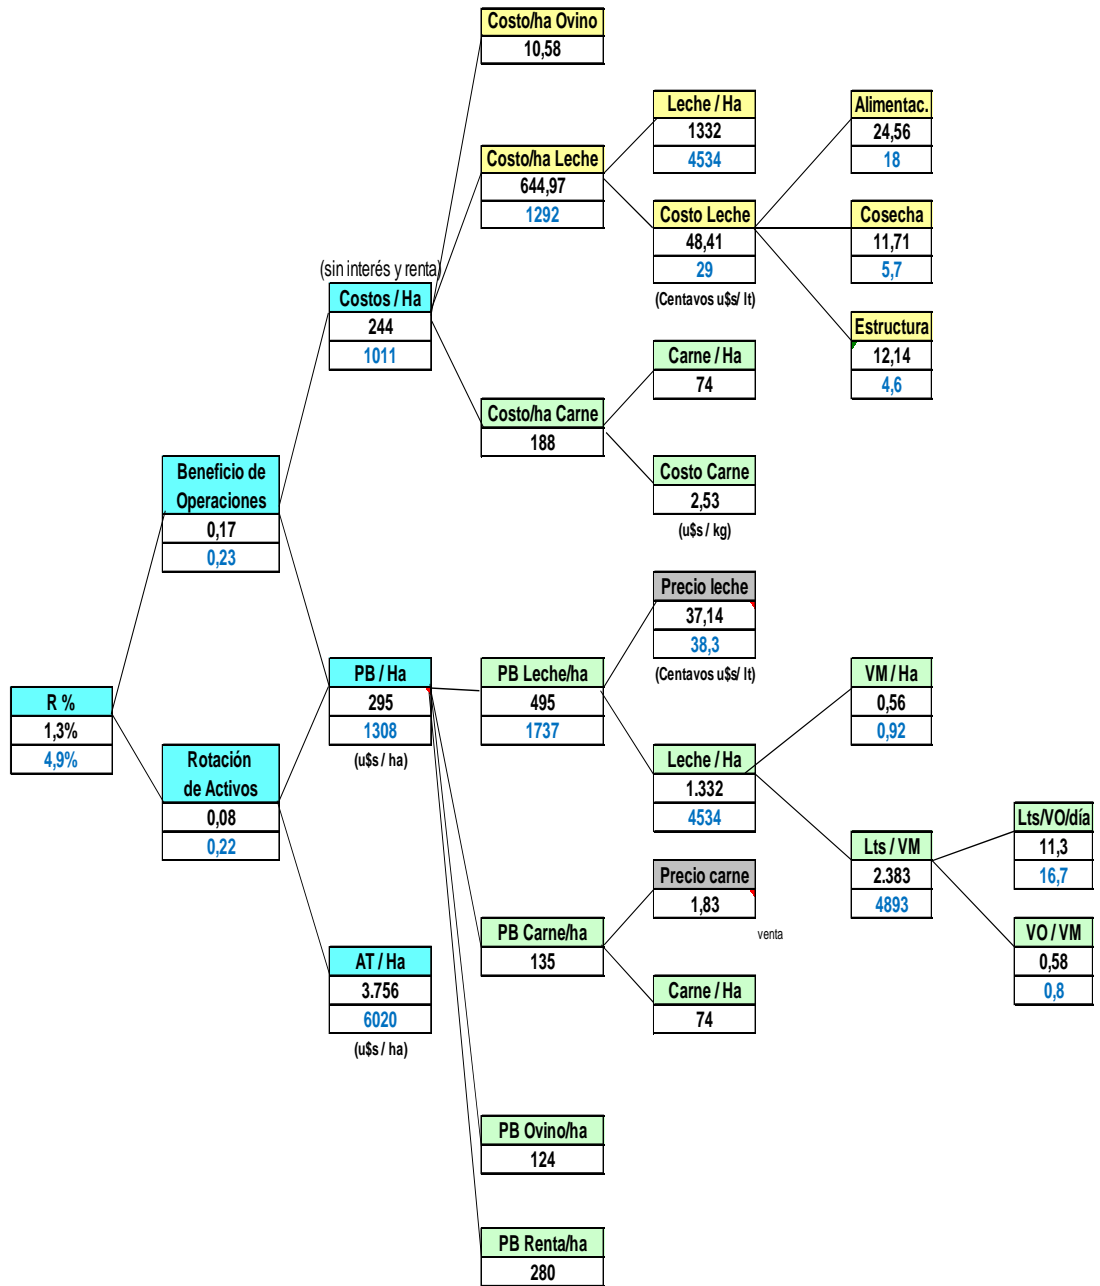 Costo/ha Ovino
10,58
Leche / Ha
1332
4534
Alimentac.
24,56
18
Costo/ha Leche
644,97
1292
Costo Leche
48,41
29
(Centavos u$s/ lt)
Cosecha
11,71
5,7
(sin interés y renta)
Costos / Ha
244
1011
Estructura
12,14
4,6
Carne / Ha
74
Costo/ha Carne
188
Costo Carne
2,53
(u$s / kg)
Beneficio de
Operaciones
0,17
0,23
Precio leche
37,14
38,3
(Centavos u$s/ lt)
R %
1,3%
4,9%
PB / Ha
295
1308
(u$s / ha)
PB Leche/ha
495
1737
VM / Ha
0,56
0,92
Rotación
de Activos
0,08
0,22
Leche / Ha
1.332
4534
Lts / VM
2.383
4893
Lts/VO/día
11,3
16,7
Precio carne
1,83
venta
VO / VM
0,58
0,8
PB Carne/ha
135
Carne / Ha
74
AT / Ha
3.756
6020
(u$s / ha)
PB Ovino/ha
124
PB Renta/ha
280